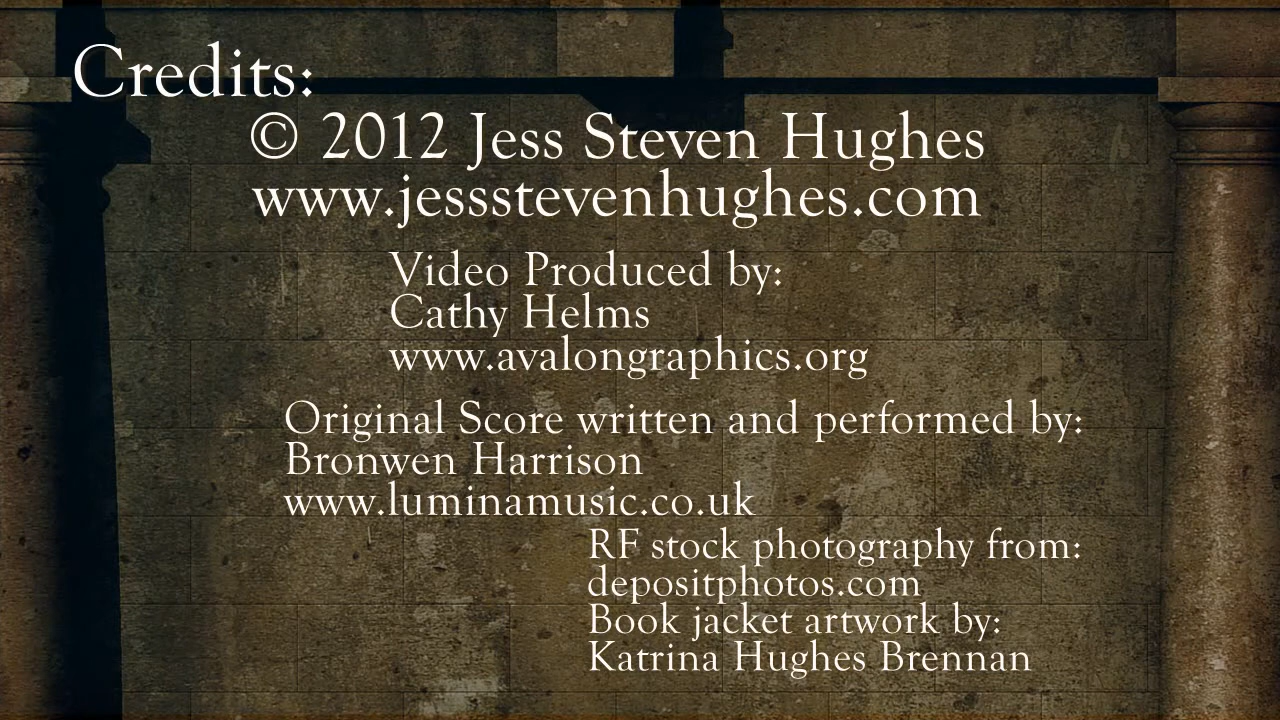 Credits:
© 2012 Jess Steven Hughes
www.jessstevenhughes.com
Video Produced by:
Cathy Helms
www.avalongraphics.org
Original Score written and performed by:
Bronwen Harrison
www.luminamusic.co.uk
RF stock photography from:
depositphotos.com
Book jacket artwork by:
Katrina Hughes Brennan